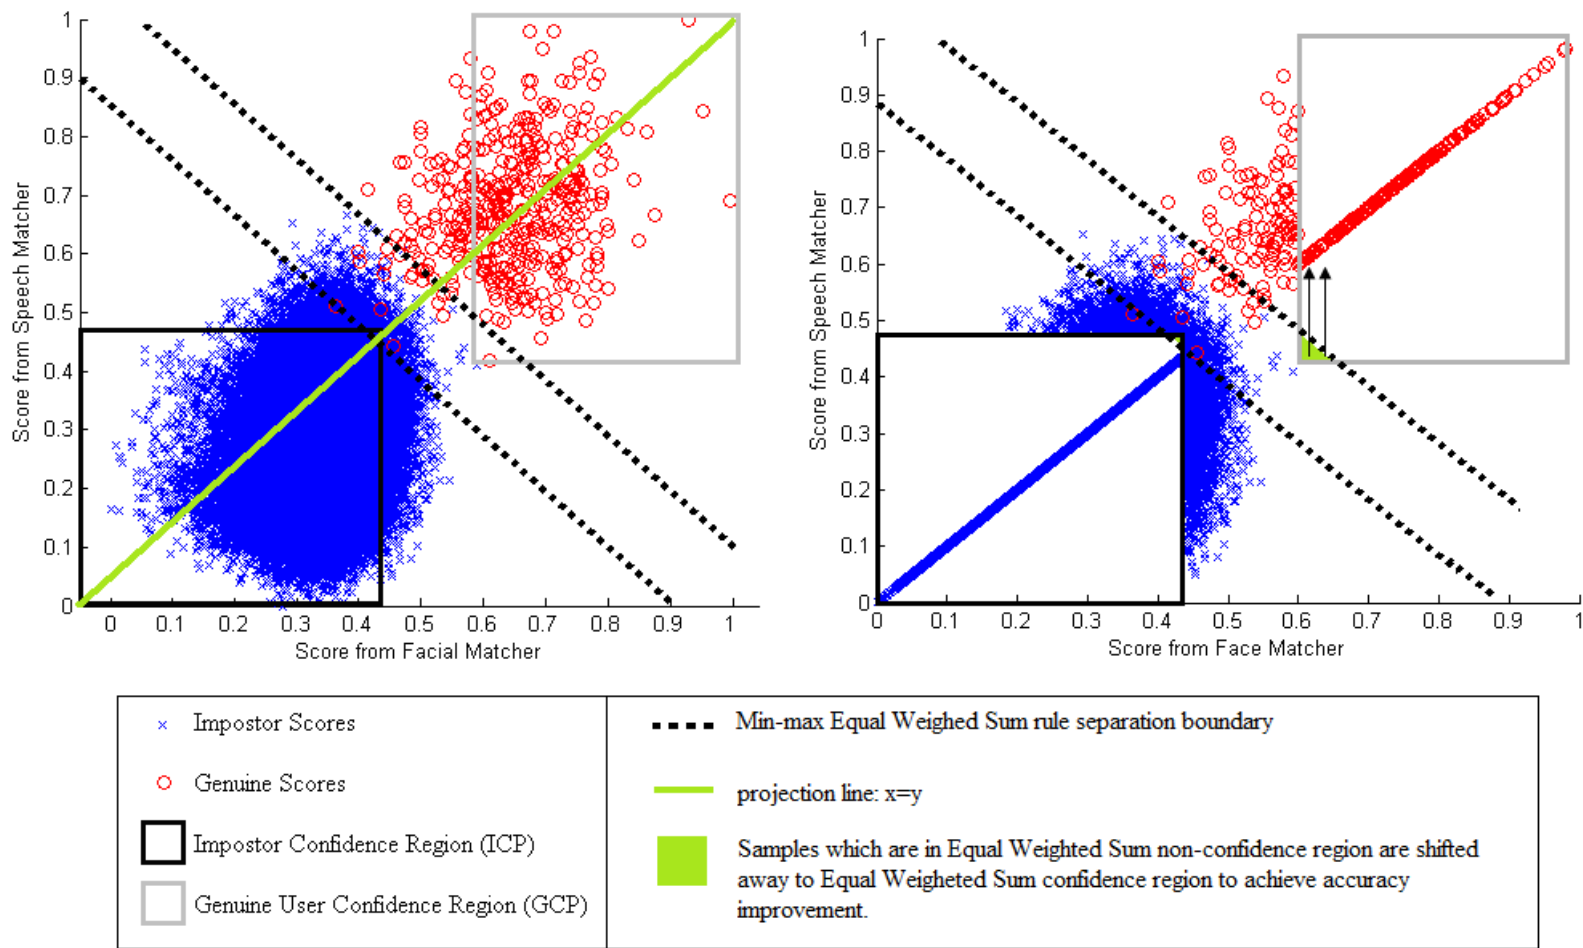 1
0.9
0.8
0.7
0.6
0.5
0.4
0.3
0.2
0.1
0
Score from Speech Matcher
0 0.1 0.2 0.3 0.4 0.5 0.6 0.7 0.8 0.9 1
Score from Facial Matcher
1
0.9
0.8
0.7
0.6
0.5
0.4
0.3
0.2
0.1
0
Score from Speech Matcher
0 0.1 0.2 0.3 0.4 0.5 0.6 0.7 0.8 0.9 1
Score from Face Matcher
Impostor Scores
Genuine Scores
Impostor Confidence Region (ICP)
Genuine User Confidence Region (GCP)
Min-max Equal Weighed Sum rule separation boundary
projection line: x=y
Samples which are in Equal Weighted Sum non-confidence region are shifted
away to Equal Weigheted Sum confidence region to achieve accuracy
improvement.